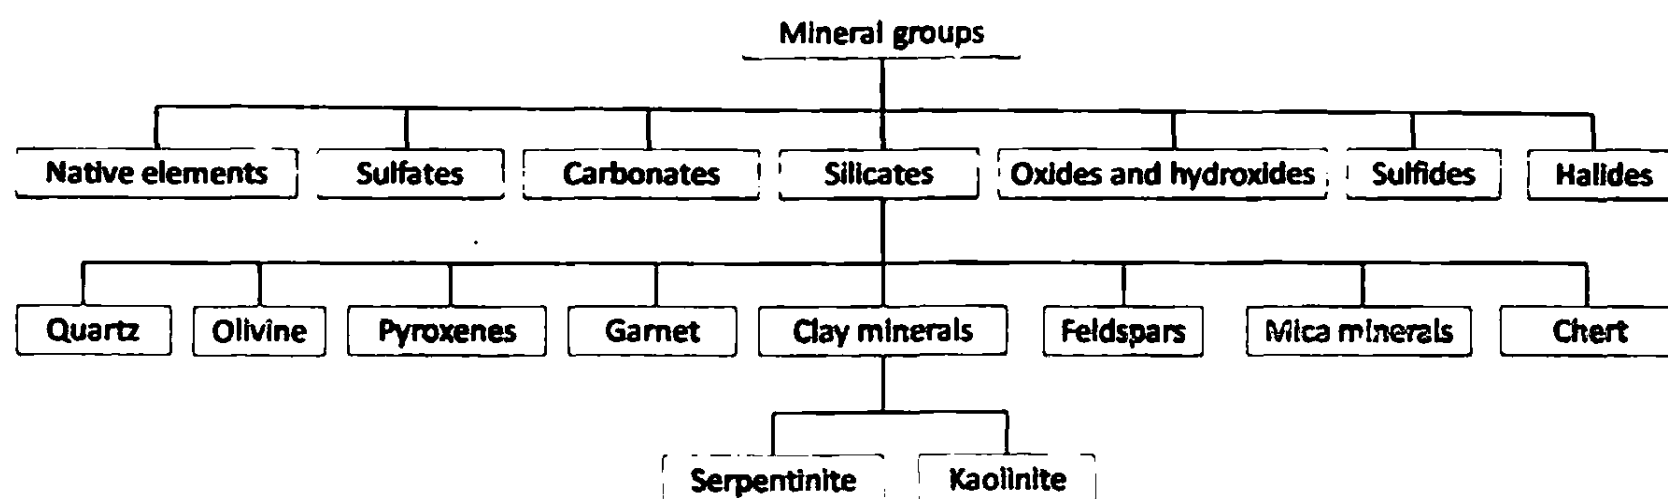 Mineral groups
Native elements Sulfates Carbonates Silicates Oxides and hydroxides Sulfides Halides
Quartz Olivine Pyroxenes Garnet Clay minerals Feldspars Mica minerals Chert
Serpentinite Kaolinite